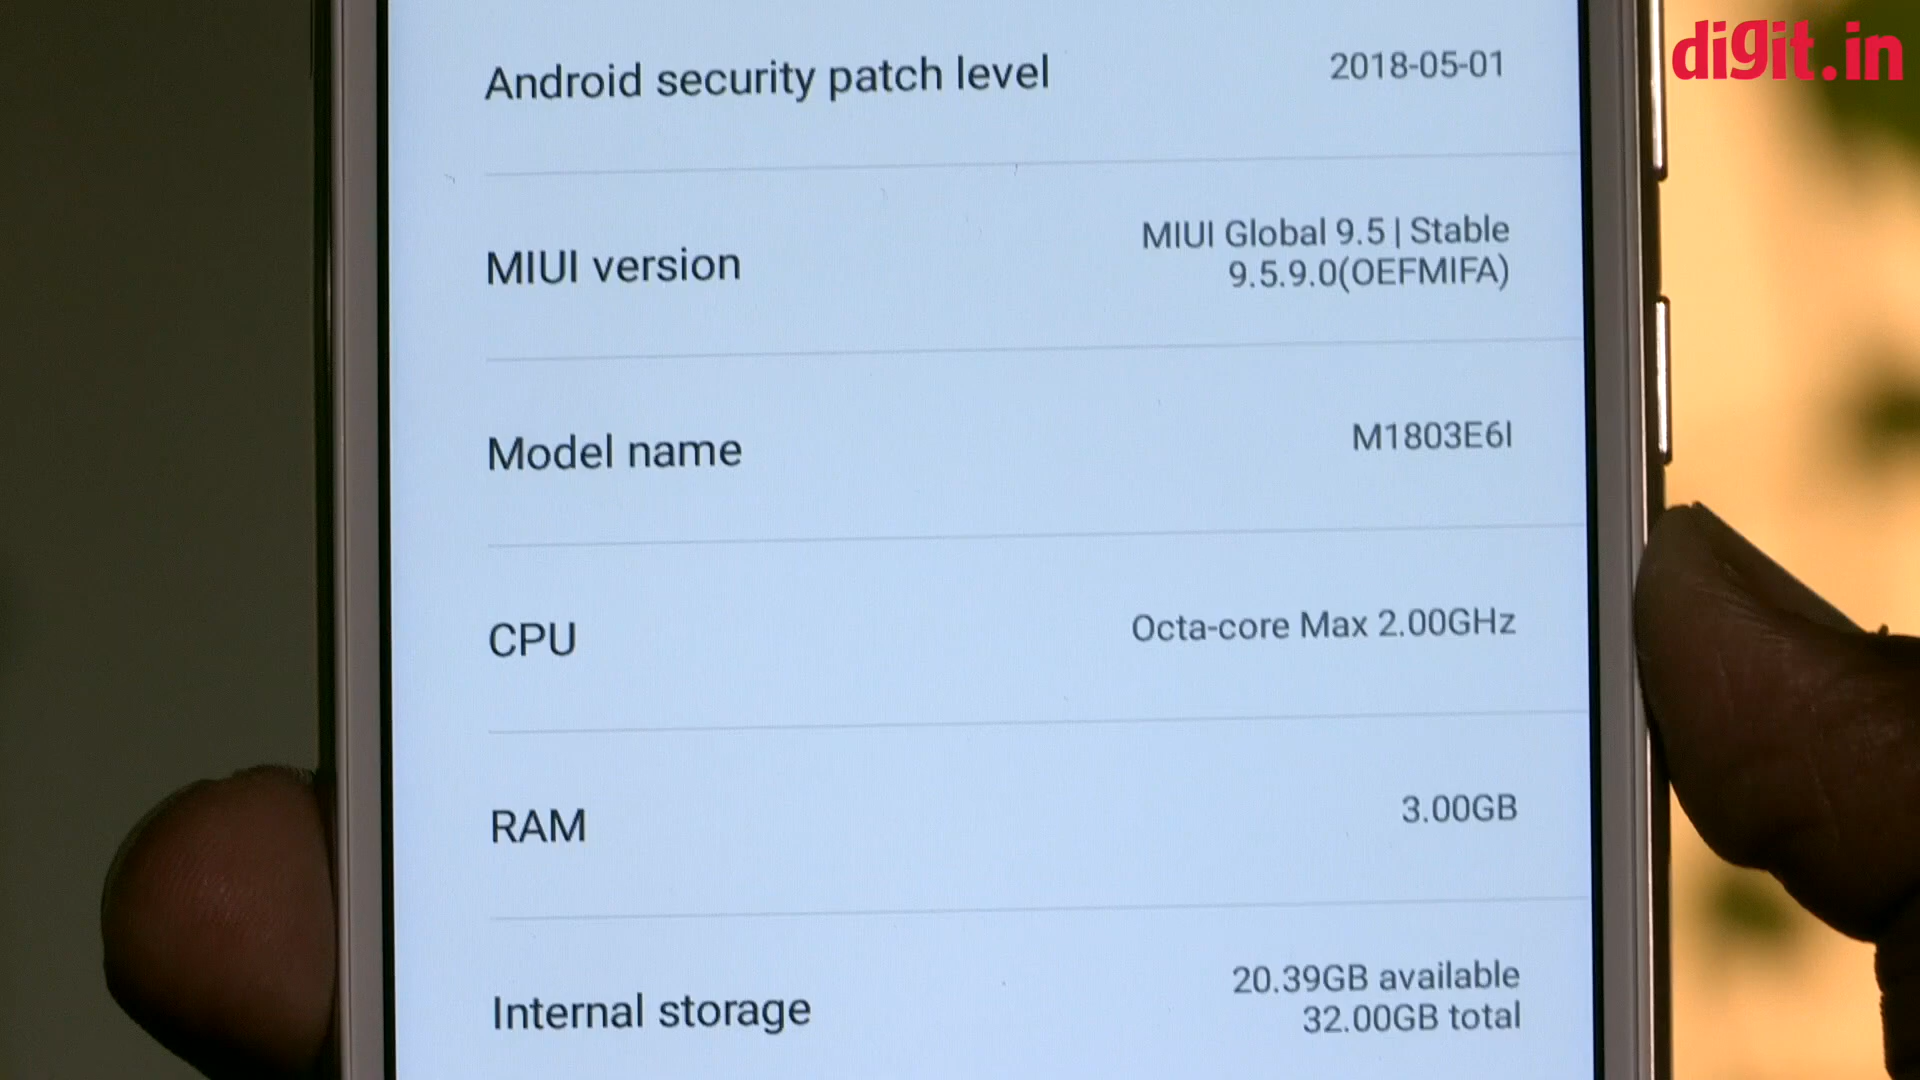 digit.in
Android security patch level
2018-05-01
MIUI version
MIUI Global 9.5 | Stable
9.5.9.0(OEFMIFA)
Model name
M1803E6I
CPU
Octa-core Max 2.00GHz
RAM
3.00GB
Internal storage
20.39GB available
32.00GB total